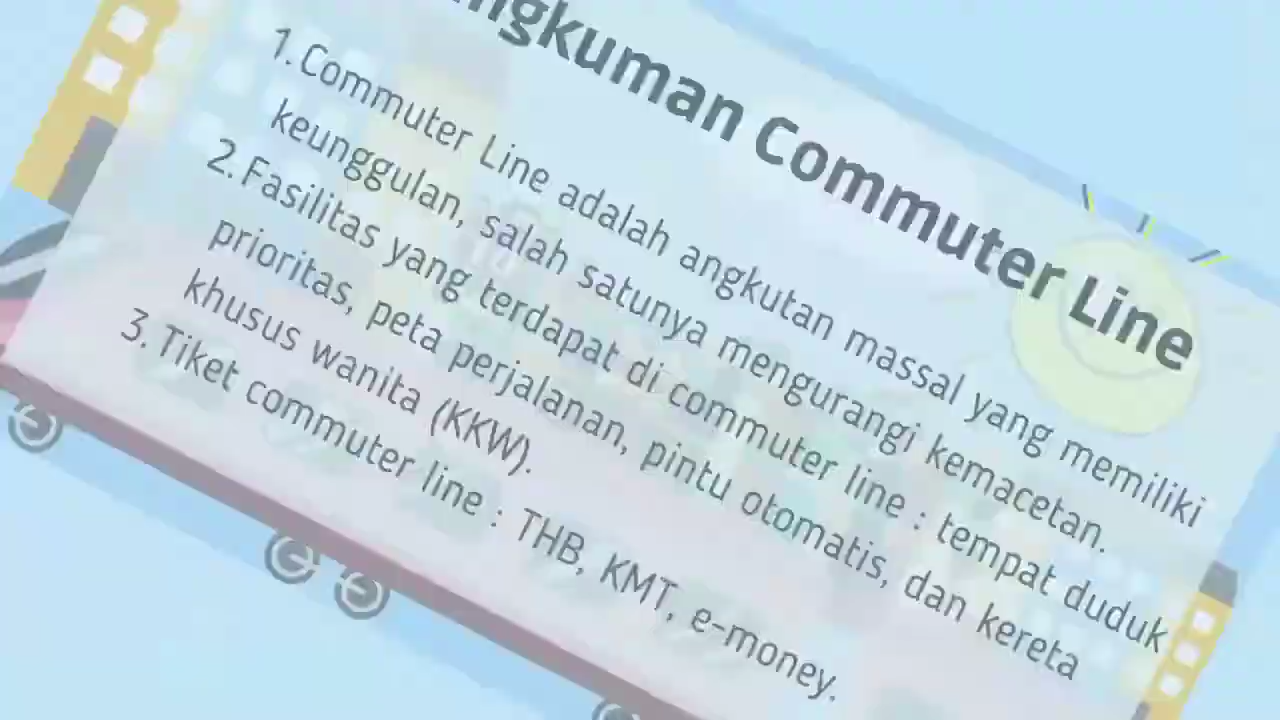 ngkuman Commuter Line
1. Commuter Line adalah angkutan massal yang memiliki
keunggulan, salah satunya mengurangi kemacetan.
2. Fasilitas yang terdapat di commuter line : tempat duduk
prioritas, peta perjalanan, pintu otomatis, dan kereta
khusus wanita (KKW).
3. Tiket commuter line : THB, KMT, e-money.